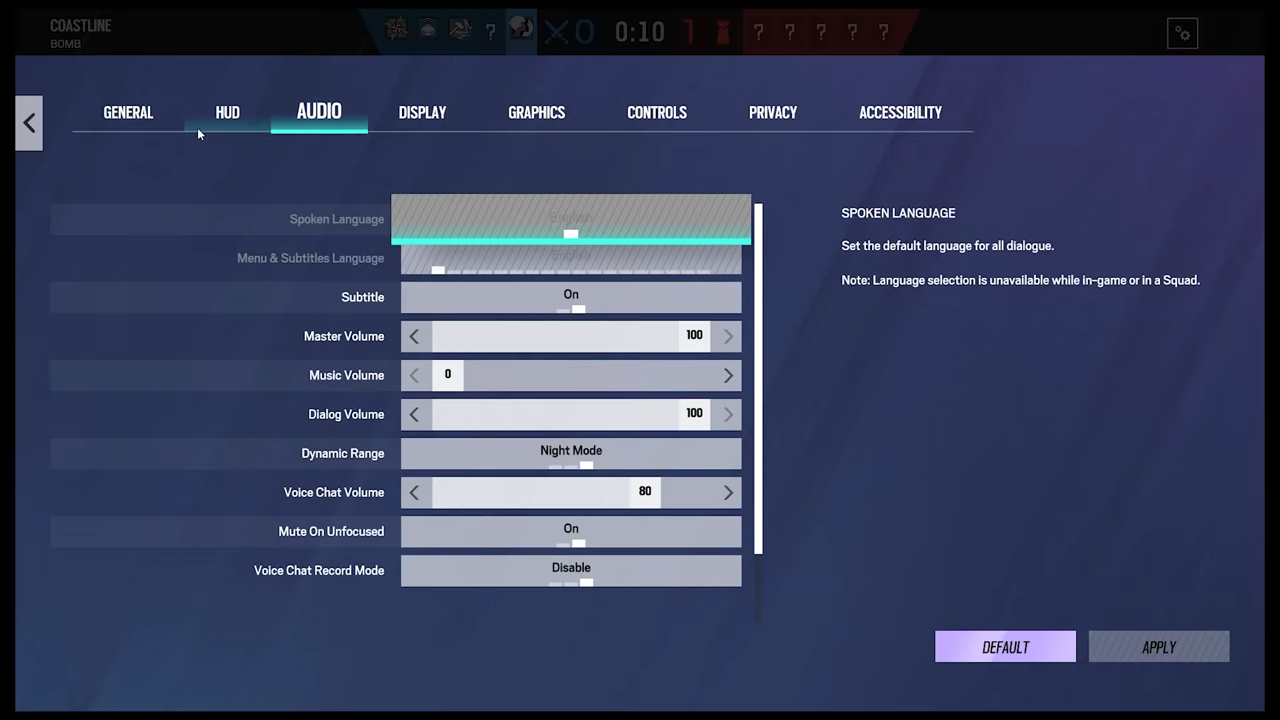 COASTLINE
BOMB
? 0 0:10 1 ? ? ? ? ?
GENERAL HUD AUDIO DISPLAY GRAPHICS CONTROLS PRIVACY ACCESSIBILITY
Spoken Language English
Menu & Subtitles Language English
Subtitle On
Master Volume 100
Music Volume 0
Dialog Volume 100
Dynamic Range Night Mode
Voice Chat Volume 80
Mute On Unfocused On
Voice Chat Record Mode Disable
SPOKEN LANGUAGE
Set the default language for all dialogue.
Note: Language selection is unavailable while in-game or in a Squad.
DEFAULT APPLY